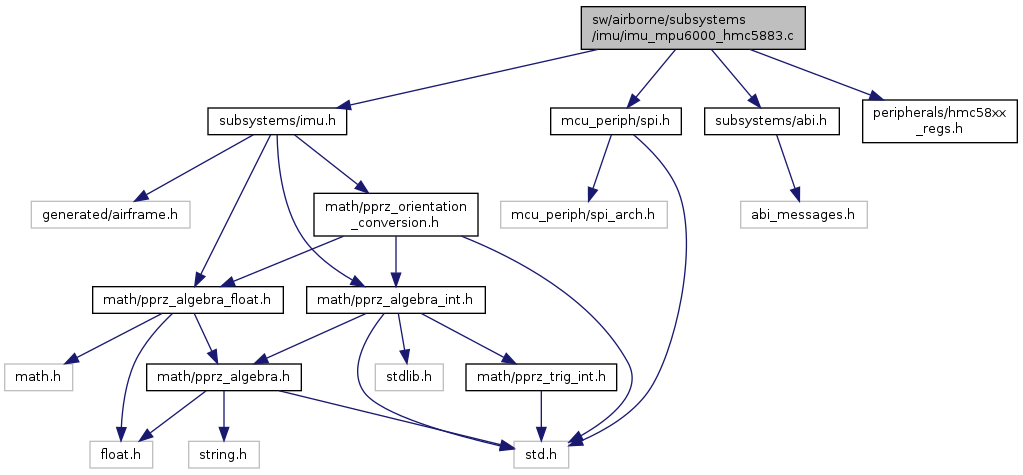 sw/airborne/subsystems
/imu/imu_mpu6000_hmc5883.c
subsystems/imu.h
mcu_periph/spi.h
subsystems/abi.h
peripherals/hmc58xx
_regs.h
generated/airframe.h
math/pprz_orientation
_conversion.h
mcu_periph/spi_arch.h
abi_messages.h
math/pprz_algebra_float.h
math/pprz_algebra_int.h
math.h
math/pprz_algebra.h
stdlib.h
math/pprz_trig_int.h
float.h
string.h
std.h